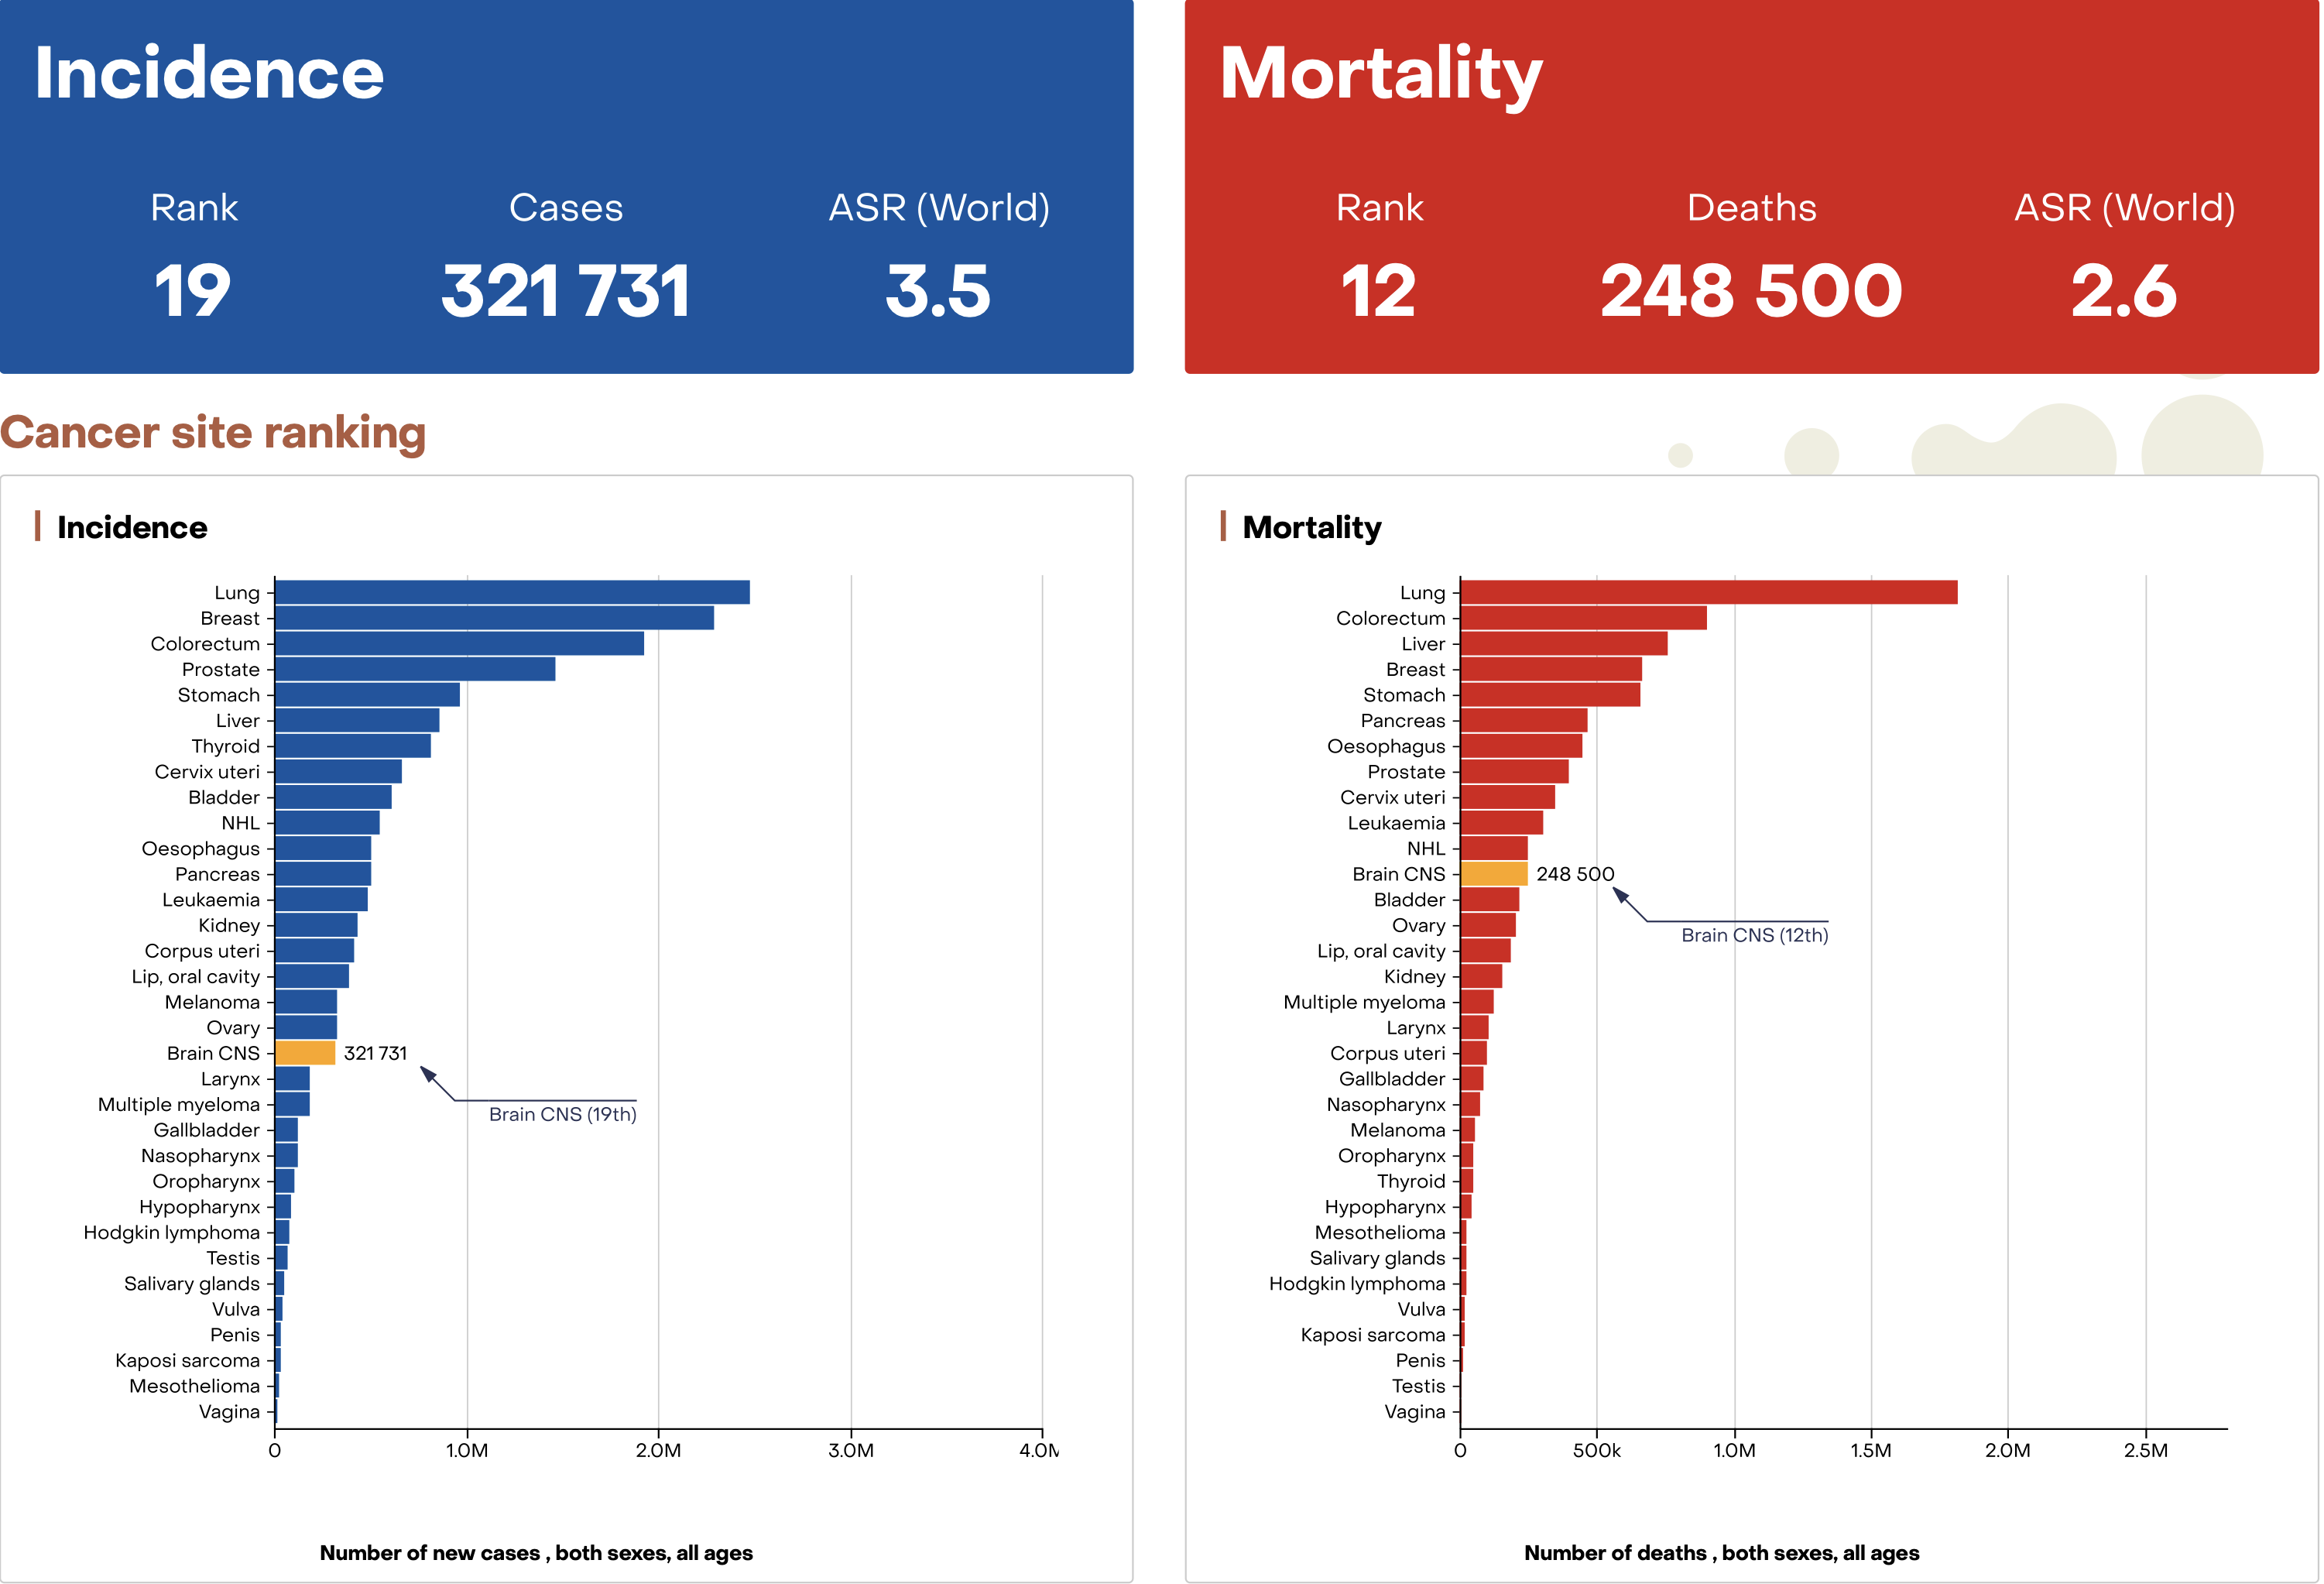 Incidence
Rank Cases ASR (World)
19 321 731 3.5
Mortality
Rank Deaths ASR (World)
12 248 500 2.6
Cancer site ranking
Incidence
Lung
Breast
Colorectum
Prostate
Stomach
Liver
Thyroid
Cervix uteri
Bladder
NHL
Oesophagus
Pancreas
Leukaemia
Kidney
Corpus uteri
Lip, oral cavity
Melanoma
Ovary
Brain CNS 321 731
Larynx
Multiple myeloma
Brain CNS (19th)
Gallbladder
Nasopharynx
Oropharynx
Hypopharynx
Hodgkin lymphoma
Testis
Salivary glands
Vulva
Penis
Kaposi sarcoma
Mesothelioma
Vagina
0 1.0M 2.0M 3.0M 4.0M
Number of new cases , both sexes, all ages
Mortality
Lung
Colorectum
Liver
Breast
Stomach
Pancreas
Oesophagus
Prostate
Cervix uteri
Leukaemia
NHL
Brain CNS 248 500
Bladder
Ovary
Brain CNS (12th)
Lip, oral cavity
Kidney
Multiple myeloma
Larynx
Corpus uteri
Gallbladder
Nasopharynx
Melanoma
Oropharynx
Thyroid
Hypopharynx
Mesothelioma
Salivary glands
Hodgkin lymphoma
Vulva
Kaposi sarcoma
Penis
Testis
Vagina
0 500k 1.0M 1.5M 2.0M 2.5M
Number of deaths , both sexes, all ages